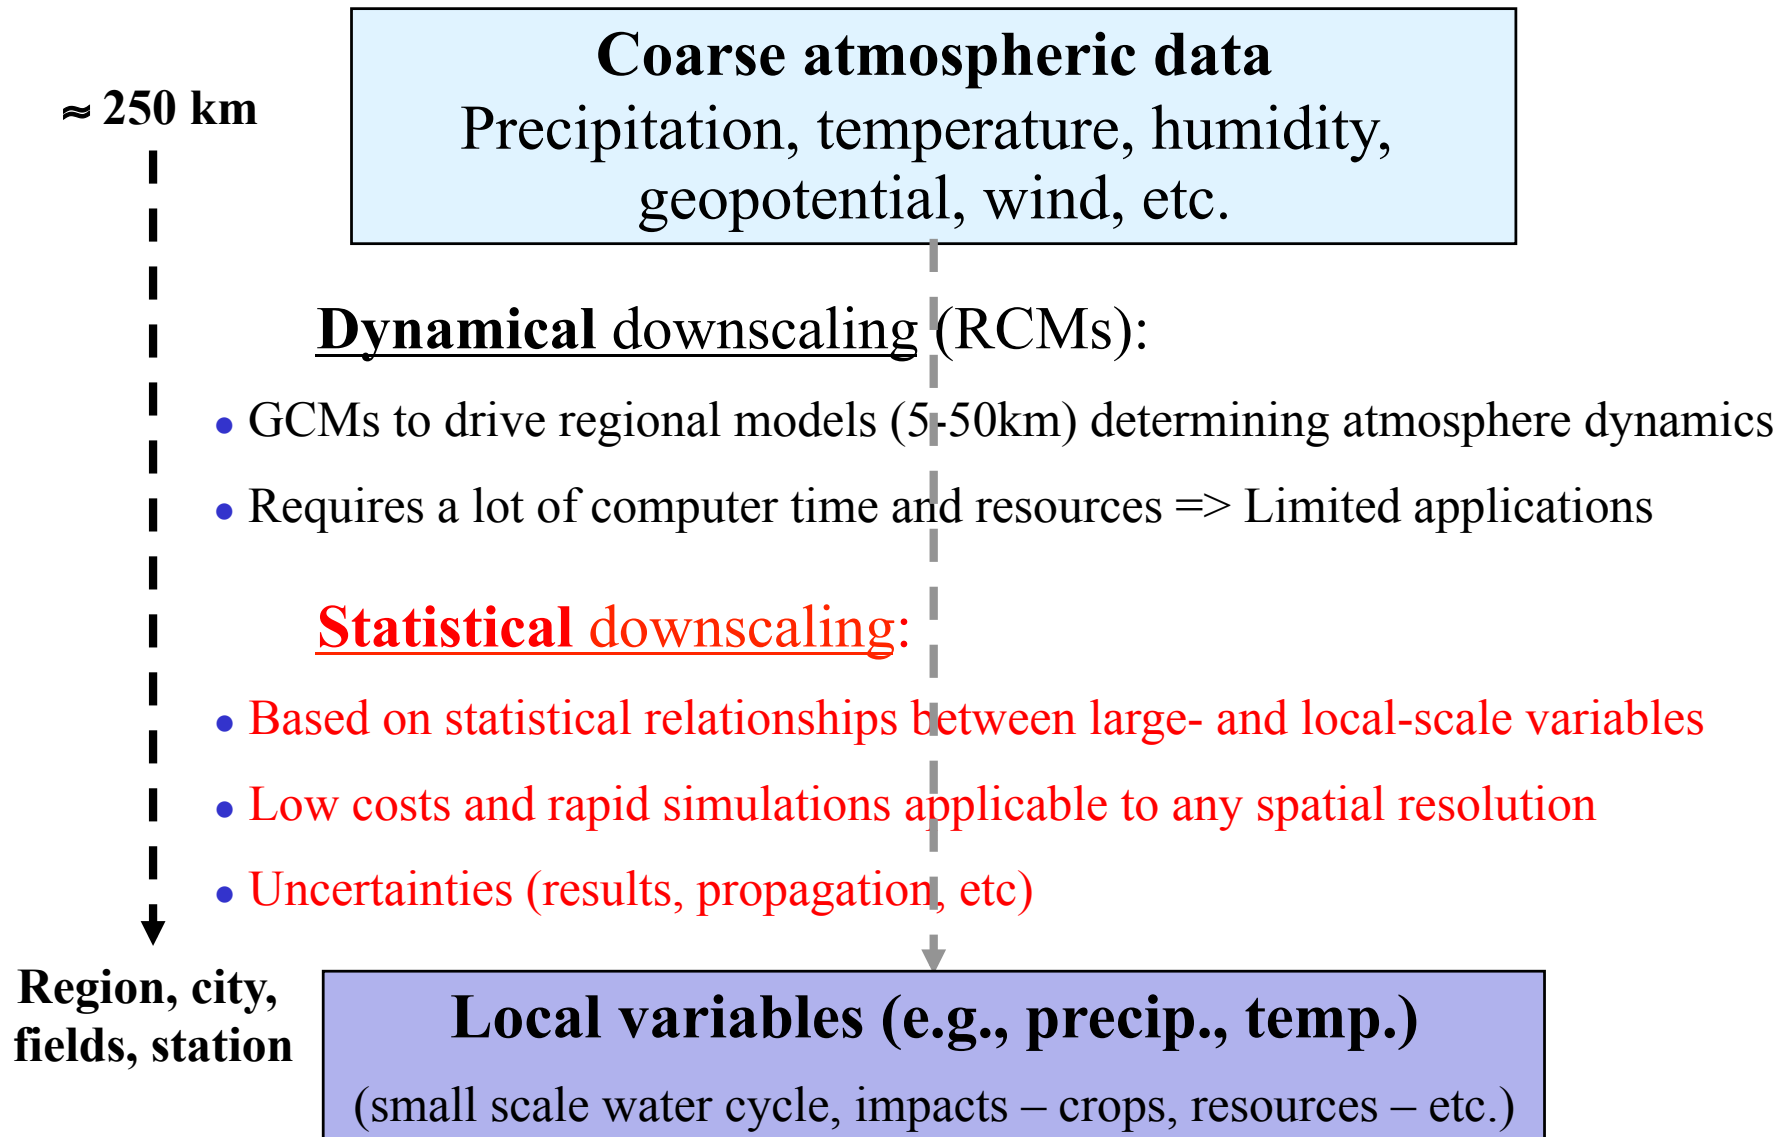 Coarse atmospheric data
Precipitation, temperature, humidity,
geopotential, wind, etc.
≈ 250 km
Dynamical downscaling (RCMs):
• GCMs to drive regional models (5-50km) determining atmosphere dynamics
• Requires a lot of computer time and resources => Limited applications
Statistical downscaling:
• Based on statistical relationships between large- and local-scale variables
• Low costs and rapid simulations applicable to any spatial resolution
• Uncertainties (results, propagation, etc)
Region, city,
fields, station
Local variables (e.g., precip., temp.)
(small scale water cycle, impacts – crops, resources – etc.)